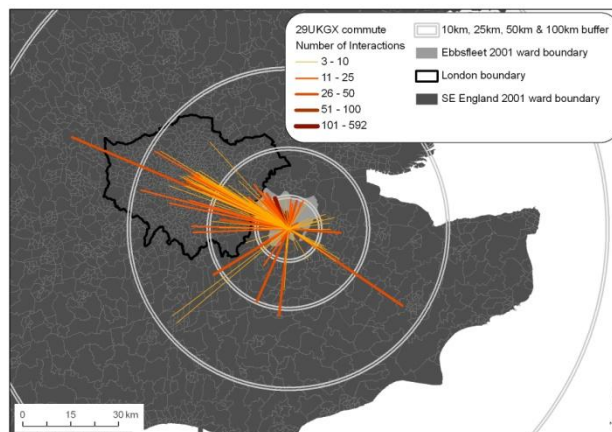 29UKGX commute
Number of Interactions
3 - 10
11 - 25
26 - 50
51 - 100
101 - 592
10km, 25km, 50km & 100km buffer
Ebbsfleet 2001 ward boundary
London boundary
SE England 2001 ward boundary
0 15 30 km